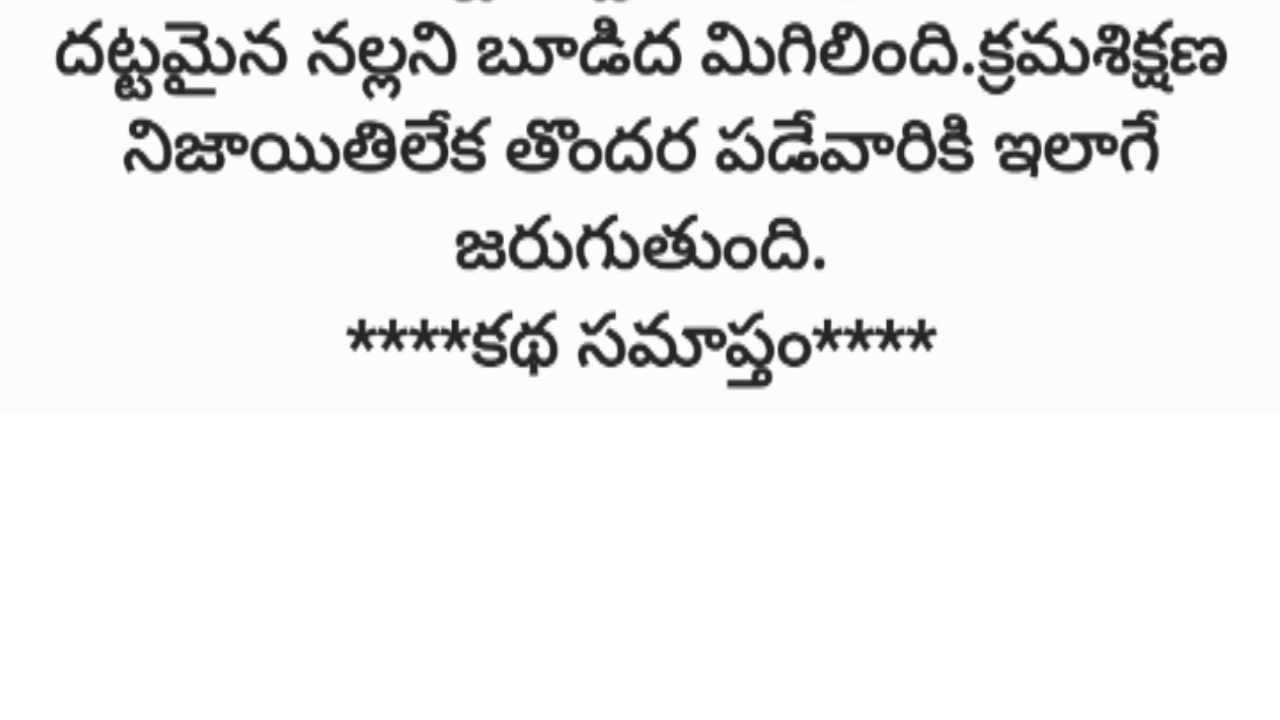 దట్టమైన నల్లని బూడిద మిగిలింది.క్రమశిక్షణ
నిజాయితిలేక తొందర పడేవారికి ఇలాగే
జరుగుతుంది.
****కథ సమాప్తం****